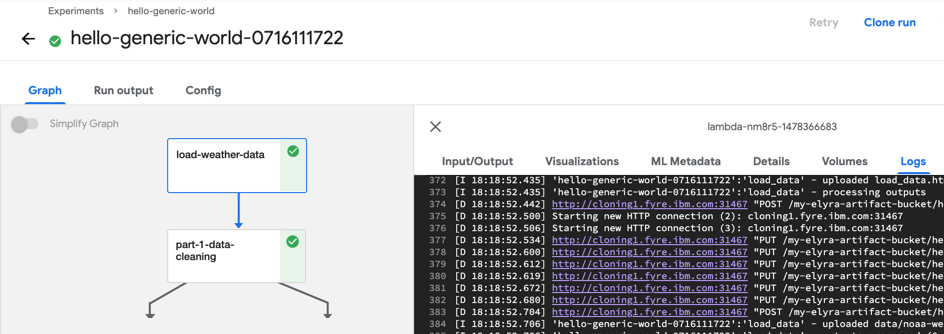 Experiments > hello-generic-world
hello-generic-world-0716111722
Retry
Clone run
Graph
Run output
Config
Simplify Graph
load-weather-data
part-1-data-
cleaning
lambda-nm8r5-1478366683
Input/Output
Visualizations
ML Metadata
Details
Volumes
Logs
372 [I 18:18:52.435] 'hello-generic-world-0716111722':'load_data' - uploaded load_data.ht
373 [I 18:18:52.435] 'hello-generic-world-0716111722':'load_data' - processing outputs
374 [D 18:18:52.442] http://cloning1.fyre.ibm.com:31467 "POST /my-elyra-artifact-bucket/h
375 [D 18:18:52.500] Starting new HTTP connection (2): cloning1.fyre.ibm.com:31467
376 [D 18:18:52.506] Starting new HTTP connection (3): cloning1.fyre.ibm.com:31467
377 [D 18:18:52.534] http://cloning1.fyre.ibm.com:31467 "PUT /my-elyra-artifact-bucket/he
378 [D 18:18:52.600] http://cloning1.fyre.ibm.com:31467 "PUT /my-elyra-artifact-bucket/he
379 [D 18:18:52.612] http://cloning1.fyre.ibm.com:31467 "PUT /my-elyra-artifact-bucket/he
380 [D 18:18:52.619] http://cloning1.fyre.ibm.com:31467 "PUT /my-elyra-artifact-bucket/he
381 [D 18:18:52.672] http://cloning1.fyre.ibm.com:31467 "PUT /my-elyra-artifact-bucket/he
382 [D 18:18:52.680] http://cloning1.fyre.ibm.com:31467 "PUT /my-elyra-artifact-bucket/he
383 [D 18:18:52.704] http://cloning1.fyre.ibm.com:31467 "PUT /my-elyra-artifact-bucket/he
384 [I 18:18:52.706] 'hello-generic-world-0716111722':'load_data' - uploaded data/noaa-we